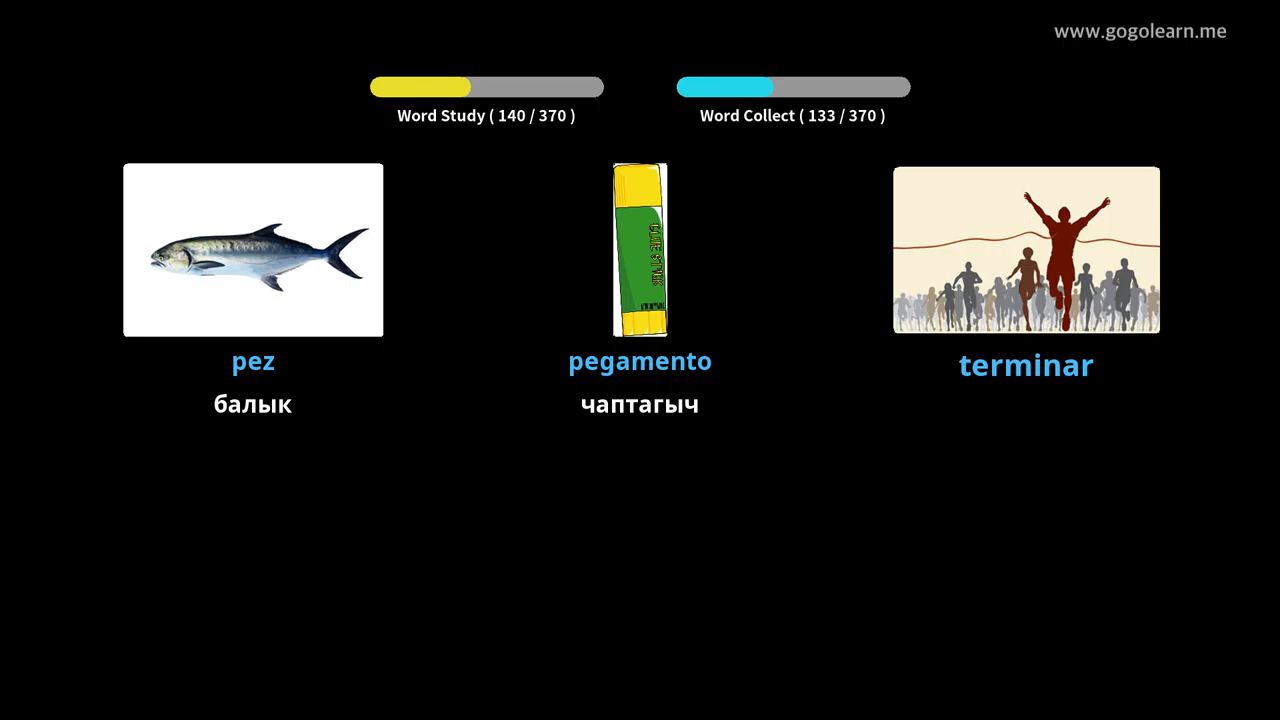 www.gogolearn.me
Word Study ( 140 / 370 )
Word Collect ( 133 / 370 )
pez
pegamento
terminar
балык
чаптагыч